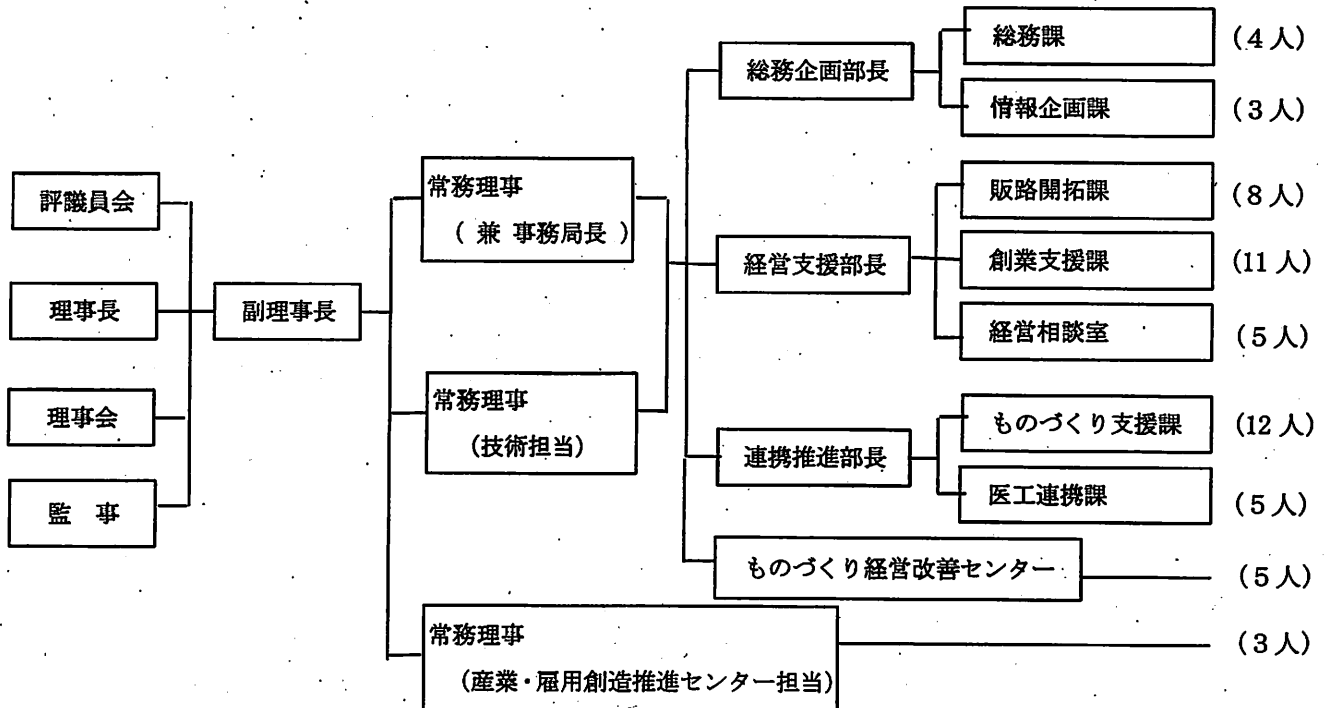 評議員会
理事長
理事会
監 事
副理事長
常務理事
( 兼 事務局長 )
常務理事
(技術担当)
常務理事
(産業・雇用創造推進センター担当)
(3人)
総務企画部長
総務課
(4人)
情報企画課
(3人)
経営支援部長
販路開拓課
(8人)
創業支援課
(11人)
経営相談室
(5人)
連携推進部長
ものづくり支援課
(12人)
医工連携課
(5人)
ものづくり経営改善センター
(5人)